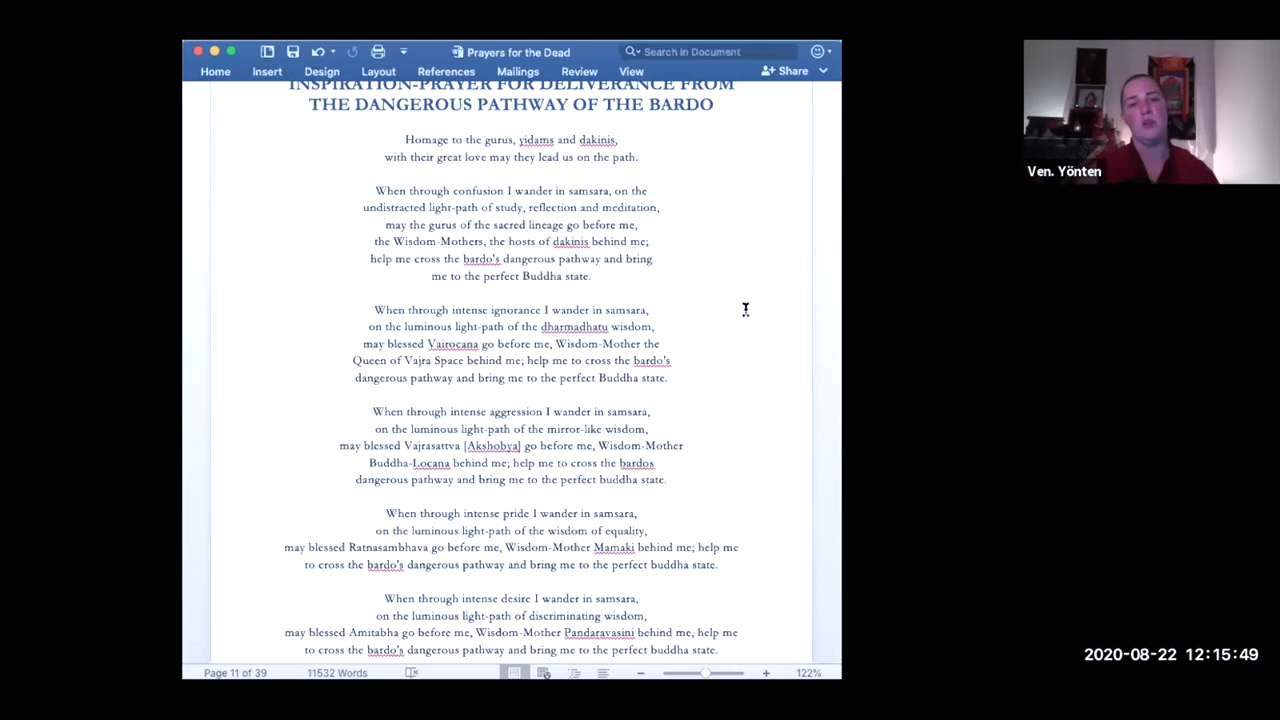 Prayers for the Dead
Search in Document
Home Insert Design Layout References Mailings Review View Share
INSPIRATION-PRAYER FOR DELIVERANCE FROM
THE DANGEROUS PATHWAY OF THE BARDO
Homage to the gurus, yidams and dakinis,
with their great love may they lead us on the path.
When through confusion I wander in samsara, on the
undistracted light-path of study, reflection and meditation,
may the gurus of the sacred lineage go before me,
the Wisdom-Mothers, the hosts of dakinis behind me;
help me cross the bardo's dangerous pathway and bring
me to the perfect Buddha state.
When through intense ignorance I wander in samsara,
on the luminous light-path of the dharmadhatu wisdom,
may blessed Vairocana go before me, Wisdom-Mother the
Queen of Vajra Space behind me; help me to cross the bardo's
dangerous pathway and bring me to the perfect Buddha state.
When through intense aggression I wander in samsara,
on the luminous light-path of the mirror-like wisdom,
may blessed Vajrasattva [Akshobya] go before me, Wisdom-Mother
Buddha-Locana behind me; help me to cross the bardos
dangerous pathway and bring me to the perfect buddha state.
When through intense pride I wander in samsara,
on the luminous light-path of the wisdom of equality,
may blessed Ratnasambhava go before me, Wisdom-Mother Mamaki behind me; help me
to cross the bardo's dangerous pathway and bring me to the perfect buddha state.
When through intense desire I wander in samsara,
on the luminous light-path of discriminating wisdom,
may blessed Amitabha go before me, Wisdom-Mother Pandaravasini behind me, help me
to cross the bardo's dangerous pathway and bring me to the perfect buddha state.
Page 11 of 39 11532 Words 122%
Ven. Yönten
2020-08-22 12:15:49